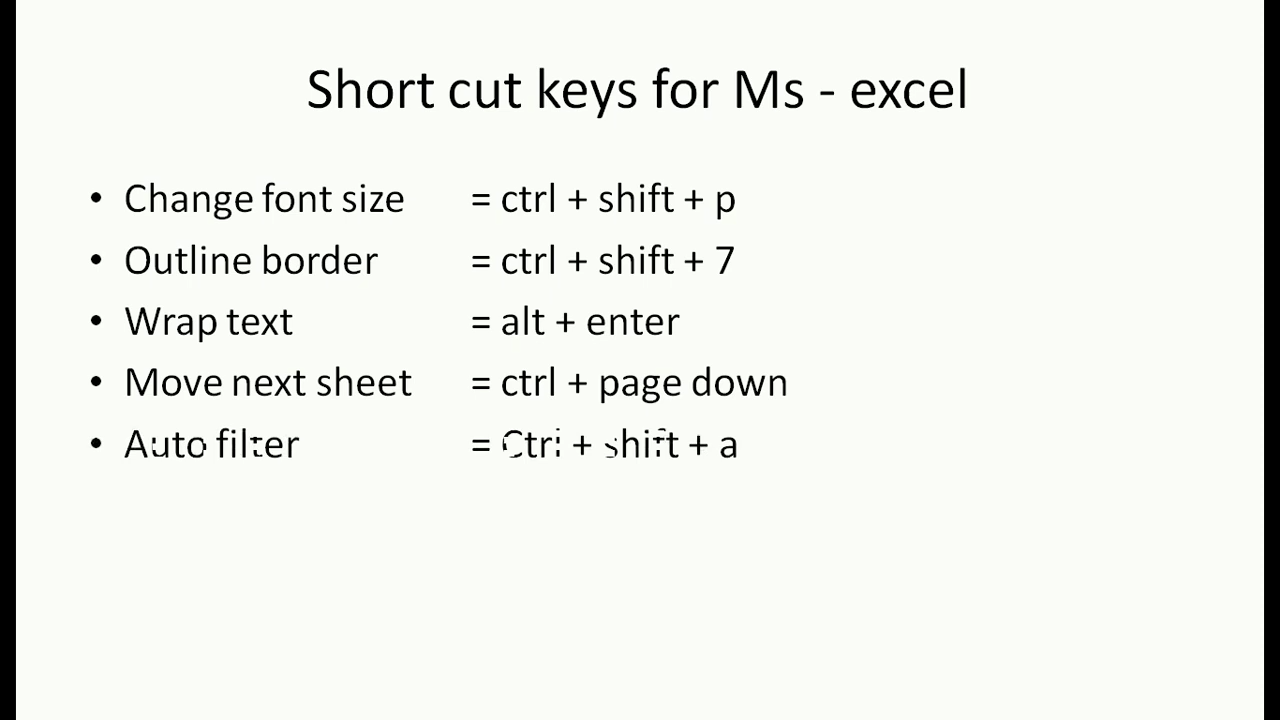 Short cut keys for Ms - excel
• Change font size = ctrl + shift + p
• Outline border = ctrl + shift + 7
• Wrap text = alt + enter
• Move next sheet = ctrl + page down
• Auto filter = Ctrl + shift + a